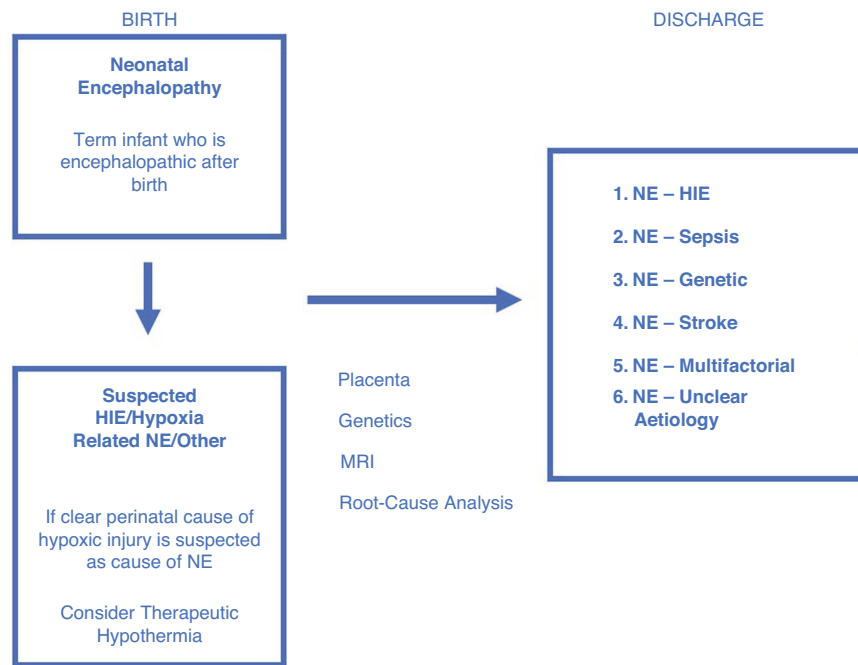 BIRTH
Neonatal
Encephalopathy
Term infant who is
encephalopathic after
birth
Suspected
HIE/Hypoxia
Related NE/Other
If clear perinatal cause of
hypoxic injury is suspected
as cause of NE
Consider Therapeutic
Hypothermia
Placenta
Genetics
MRI
Root-Cause Analysis
DISCHARGE
1. NE – HIE
2. NE – Sepsis
3. NE – Genetic
4. NE – Stroke
5. NE – Multifactorial
6. NE – Unclear
Aetiology